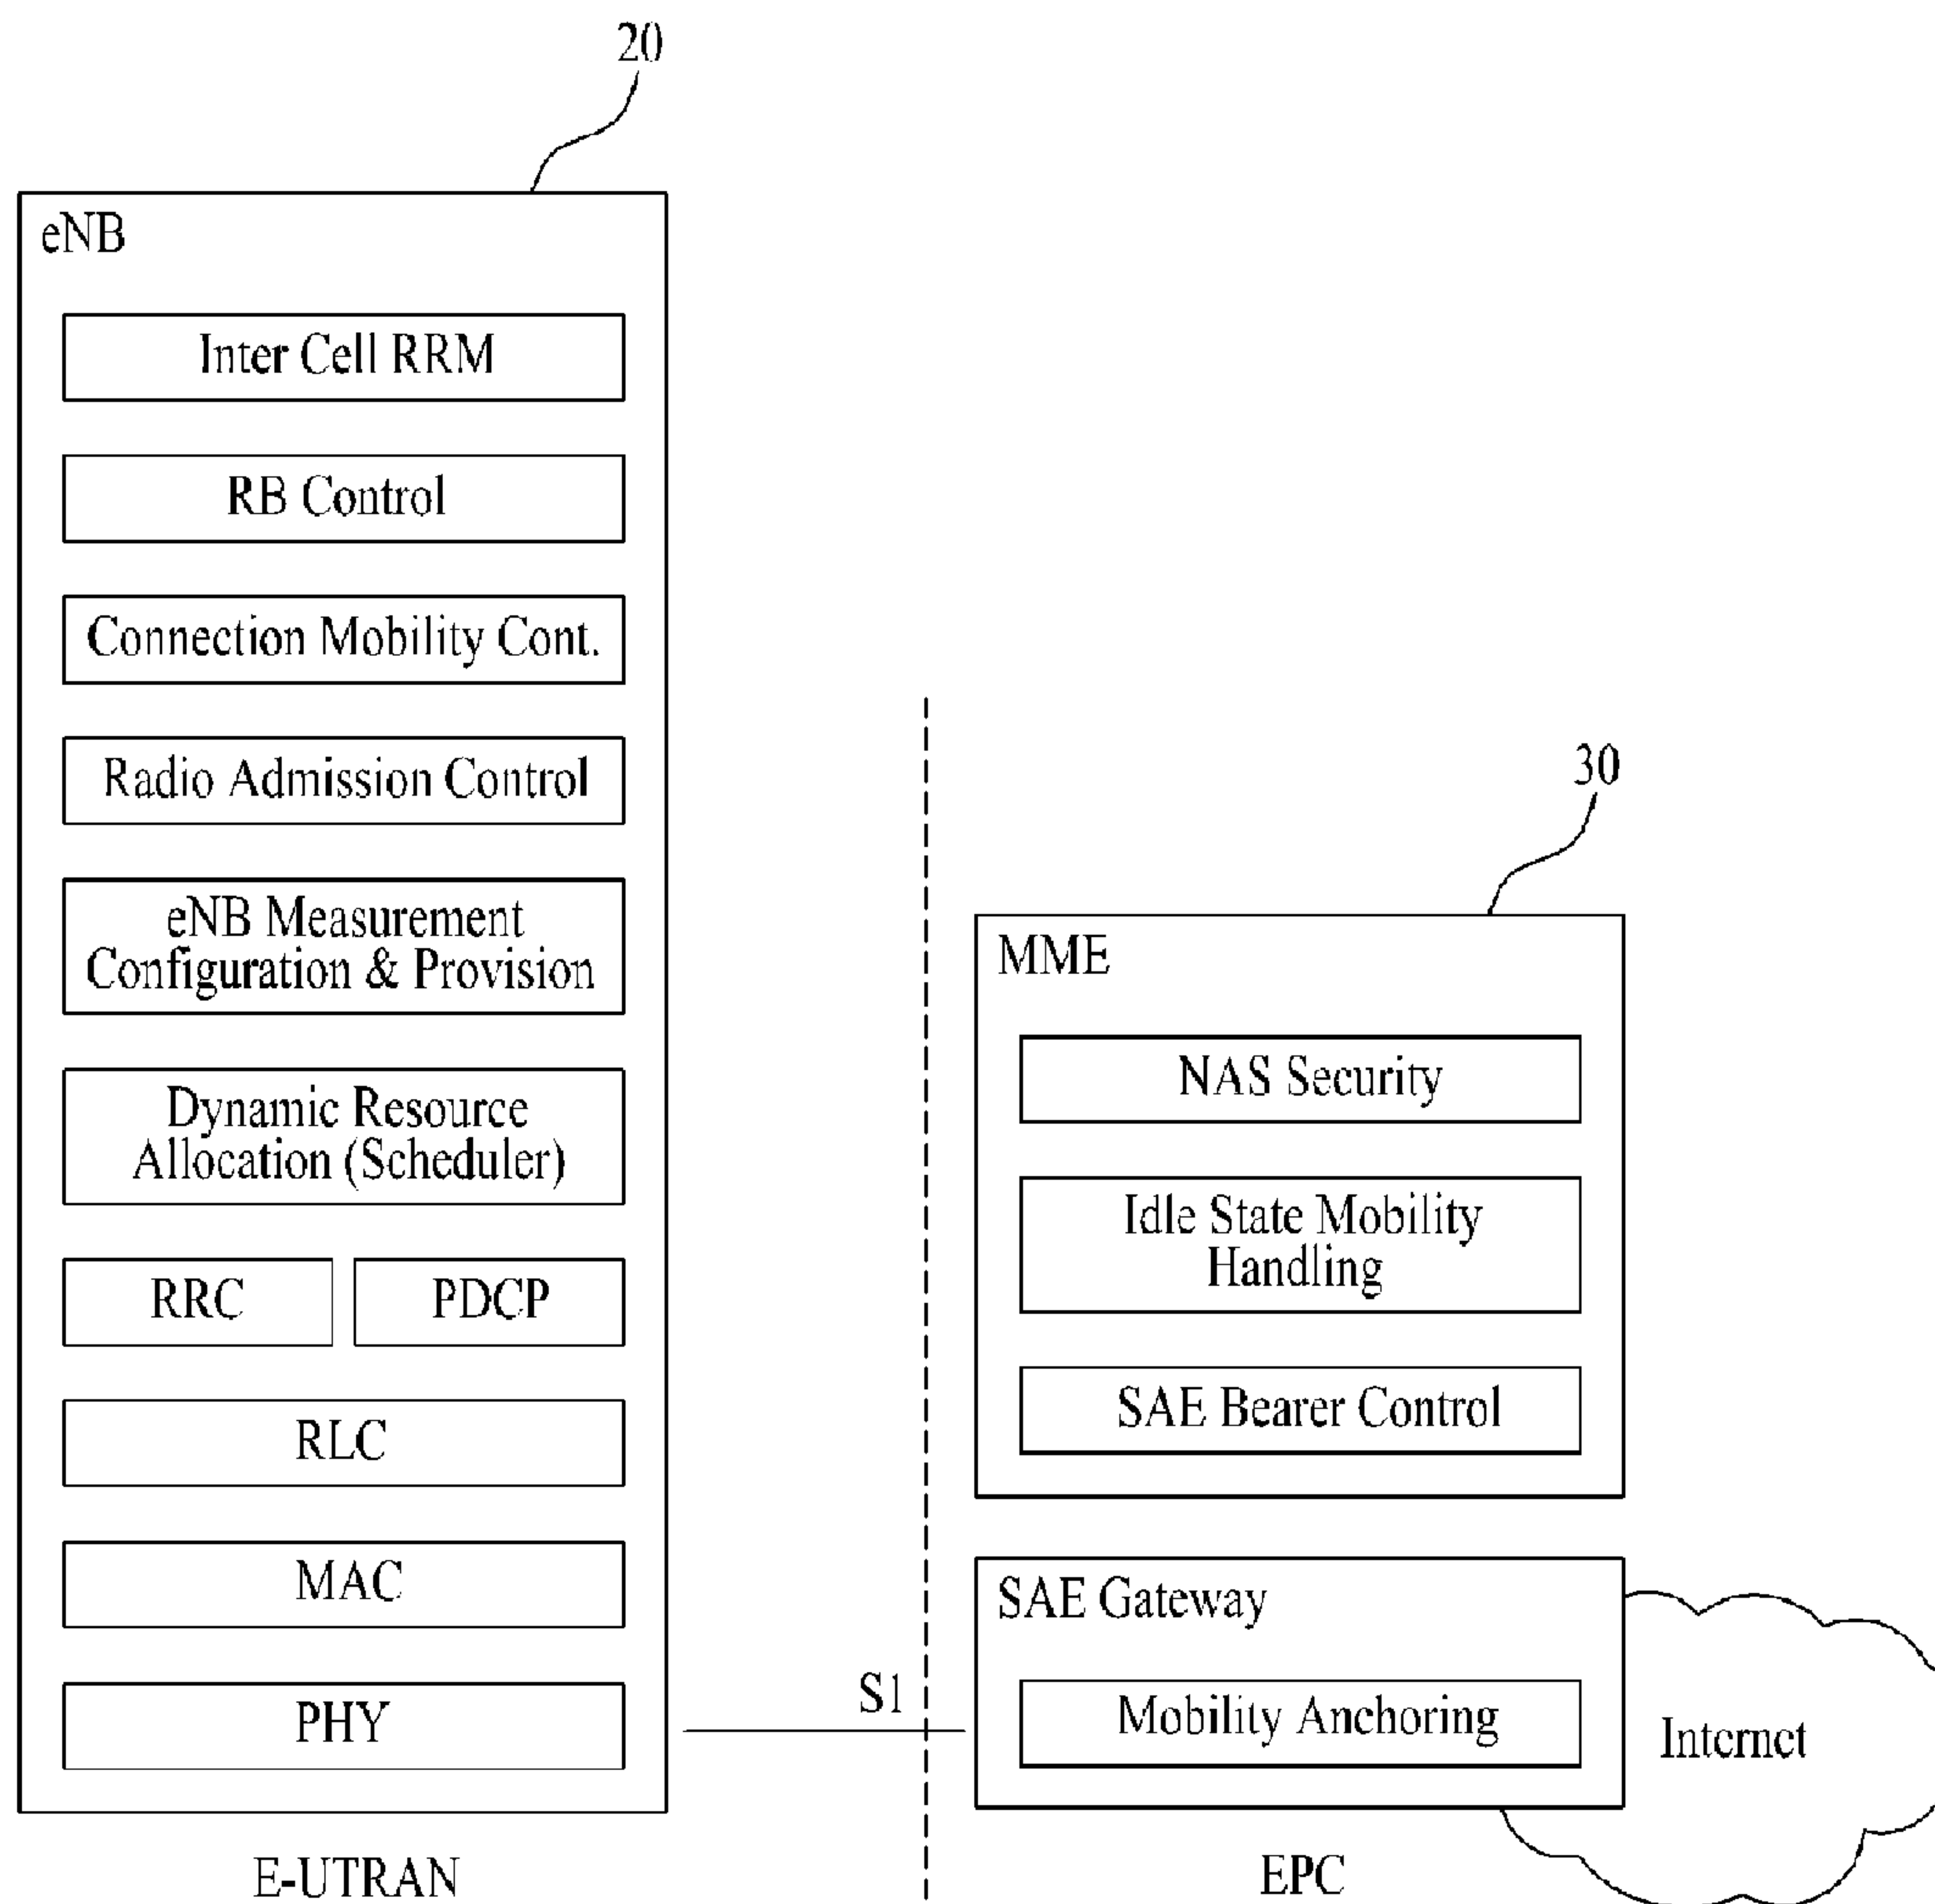 20
eNB
Inter Cell RRM
RB Control
Connection Mobility Cont.
Radio Admission Control
eNB Measurement
Configuration & Provision
Dynamic Resource
Allocation (Scheduler)
RRC
PDCP
RLC
MAC
PHY
E-UTRAN
S1
30
MME
NAS Security
Idle State Mobility
Handling
SAE Bearer Control
SAE Gateway
Mobility Anchoring
Internet
EPC